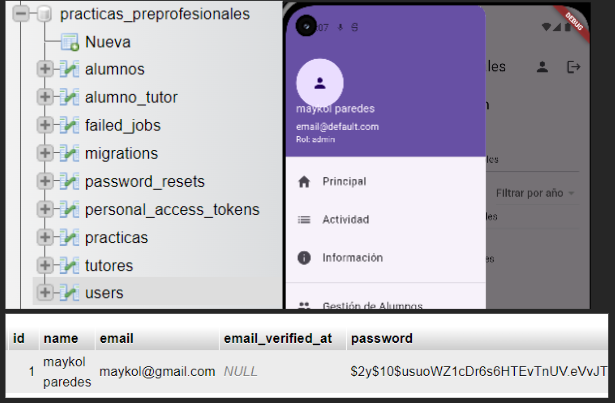 practicas_preprofesionales
Nueva
alumnos
alumno_tutor
failed_jobs
migrations
password_resets
personal_access_tokens
practicas
tutores
users
07
DEBUG
maykol paredes
email@default.com
Rol: admin
Principal
Actividad
Información
Gestión de Alumnos
les
n
les
Filtrar por año
les
les
id name email email_verified_at password
1 maykol paredes maykol@gmail.com NULL $2y$10$usuoWZ1cDr6s6HTEvTnUV.eVvJT